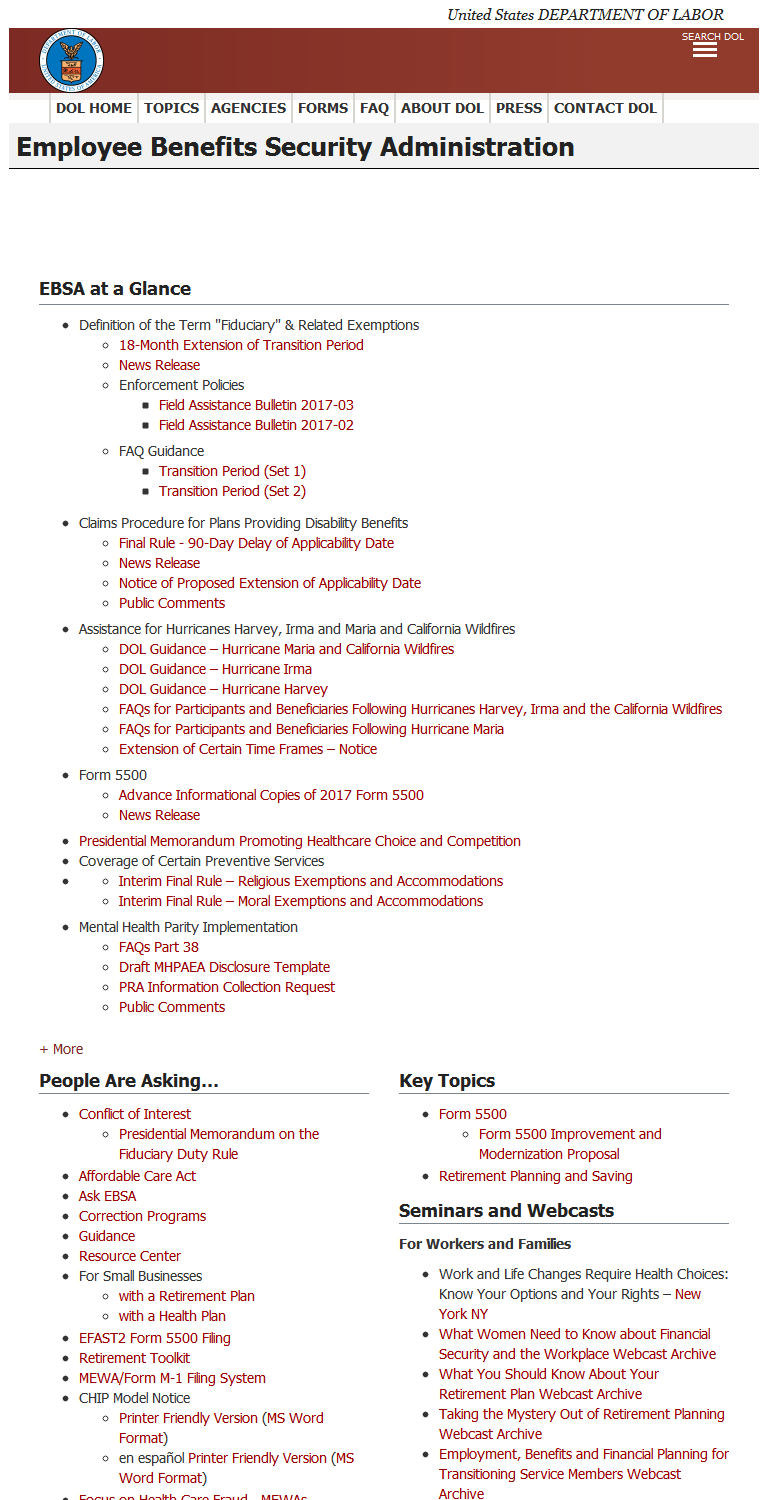 United States DEPARTMENT OF LABOR
SEARCH DOL
DOL HOME TOPICS AGENCIES FORMS FAQ ABOUT DOL PRESS CONTACT DOL
Employee Benefits Security Administration
EBSA at a Glance
Definition of the Term "Fiduciary" & Related Exemptions
18-Month Extension of Transition Period
News Release
Enforcement Policies
Field Assistance Bulletin 2017-03
Field Assistance Bulletin 2017-02
FAQ Guidance
Transition Period (Set 1)
Transition Period (Set 2)
Claims Procedure for Plans Providing Disability Benefits
Final Rule - 90-Day Delay of Applicability Date
News Release
Notice of Proposed Extension of Applicability Date
Public Comments
Assistance for Hurricanes Harvey, Irma and Maria and California Wildfires
DOL Guidance – Hurricane Maria and California Wildfires
DOL Guidance – Hurricane Irma
DOL Guidance – Hurricane Harvey
FAQs for Participants and Beneficiaries Following Hurricanes Harvey, Irma and the California Wildfires
FAQs for Participants and Beneficiaries Following Hurricane Maria
Extension of Certain Time Frames – Notice
Form 5500
Advance Informational Copies of 2017 Form 5500
News Release
Presidential Memorandum Promoting Healthcare Choice and Competition
Coverage of Certain Preventive Services
Interim Final Rule – Religious Exemptions and Accommodations
Interim Final Rule – Moral Exemptions and Accommodations
Mental Health Parity Implementation
FAQs Part 38
Draft MHPAEA Disclosure Template
PRA Information Collection Request
Public Comments
+ More
People Are Asking...
Conflict of Interest
Presidential Memorandum on the
Fiduciary Duty Rule
Affordable Care Act
Ask EBSA
Correction Programs
Guidance
Resource Center
For Small Businesses
with a Retirement Plan
with a Health Plan
EFAST2 Form 5500 Filing
Retirement Toolkit
MEWA/Form M-1 Filing System
CHIP Model Notice
Printer Friendly Version (MS Word
Format)
en español Printer Friendly Version (MS
Word Format)
Focus on Health Care Fraud - MEWAs
Key Topics
Form 5500
Form 5500 Improvement and
Modernization Proposal
Retirement Planning and Saving
Seminars and Webcasts
For Workers and Families
Work and Life Changes Require Health Choices:
Know Your Options and Your Rights – New
York NY
What Women Need to Know about Financial
Security and the Workplace Webcast Archive
What You Should Know About Your
Retirement Plan Webcast Archive
Taking the Mystery Out of Retirement Planning
Webcast Archive
Employment, Benefits and Financial Planning for
Transitioning Service Members Webcast
Archive